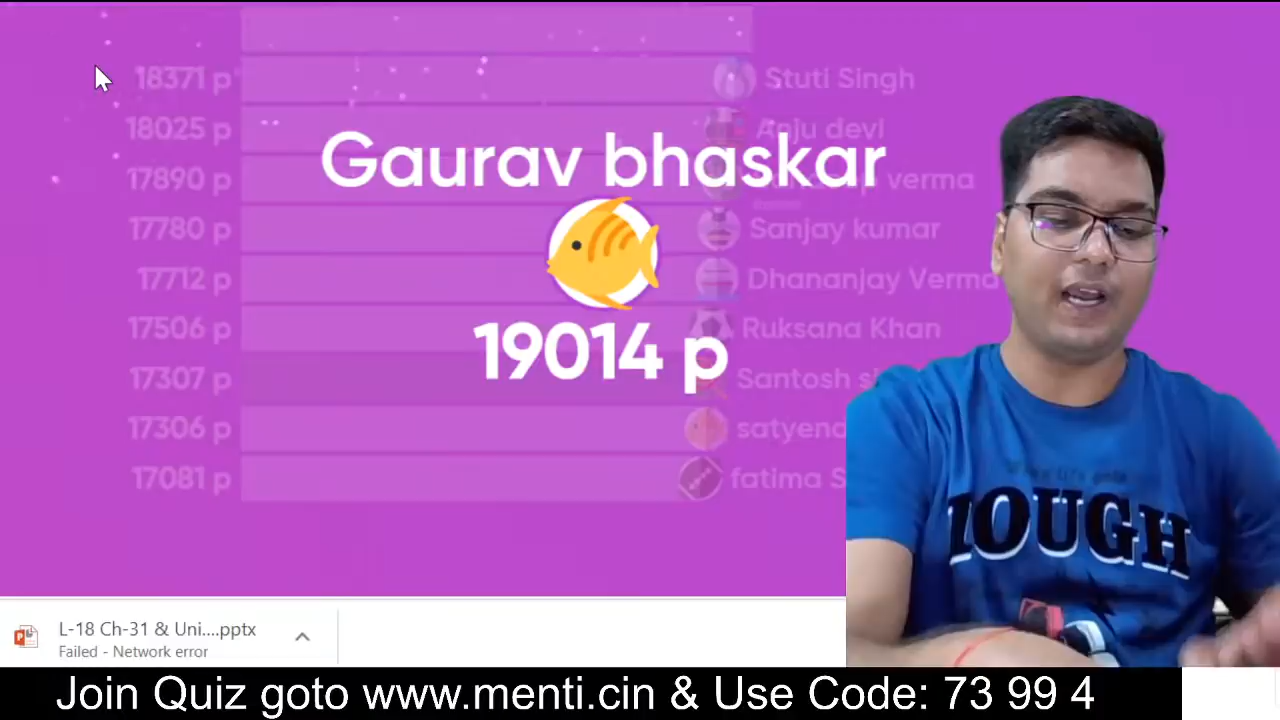 18371 p Stuti Singh
18025 p Anju devi
Gaurav bhaskar
17890 p verma
17780 p Sanjay kumar
17712 p Dhananjay Verma
19014 p
17506 p Ruksana Khan
17307 p Santosh
17306 p
17081 p fatima
L-18 Ch-31 & Uni....pptx
Failed - Network error
LOUGH
Join Quiz goto www.menti.cin & Use Code: 73 99 4